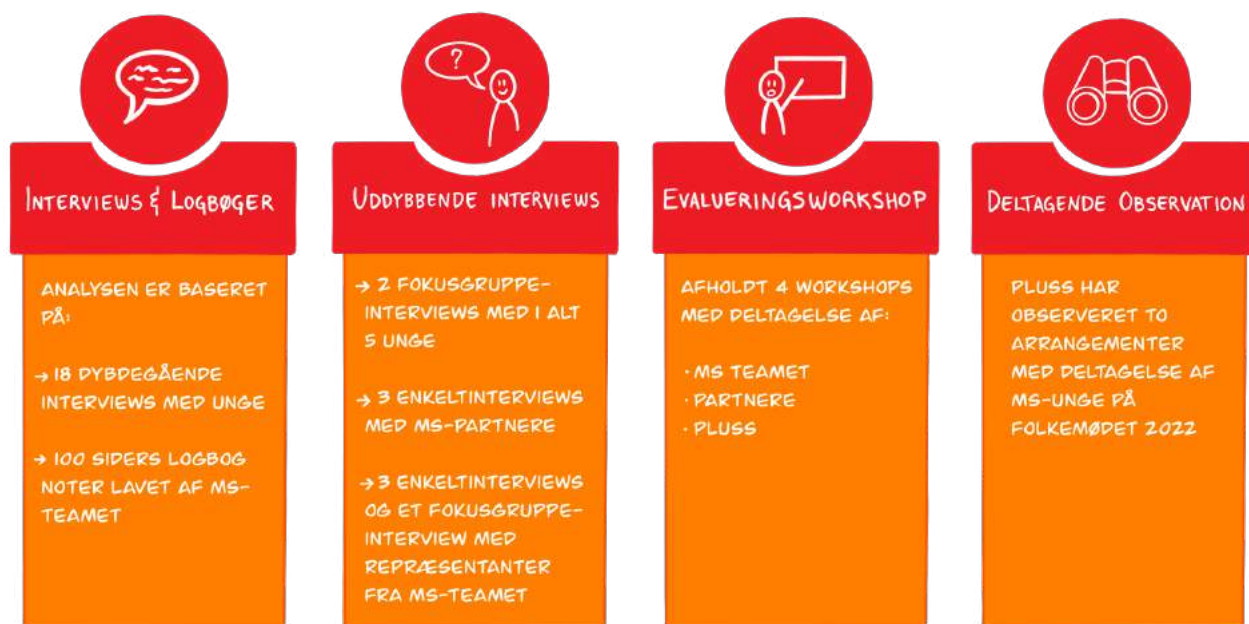 ?
INTERVIEWS & LOGBØGER
ANALYSEN ER BASERET
PÅ:
→ 18 DYBDEGÅENDE
INTERVIEWS MED UNGE
→ 100 SIDERS LOGBOG
NOTER LAVET AF MS-
TEAMET
UDDYBBENDE INTERVIEWS
→ 2 FOKUSGRUPPE-
INTERVIEWS MED I ALT
5 UNGE
→ 3 ENKELTINTERVIEWS
MED MS-PARTNERE
→ 3 ENKELTINTERVIEWS
OG ET FOKUSGRUPPE-
INTERVIEW MED
REPRÆSENTANTER
FRA MS-TEAMET
EVALUERINGSWORKSHOP
AFHOLDT 4 WORKSHOPS
MED DELTAGELSE AF:
· MS TEAMET
· PARTNERE
· PLUSS
DELTAGENDE OBSERVATION
PLUSS HAR
OBSERVERET TO
ARRANGEMENTER
MED DELTAGELSE AF
MS-UNGE PÅ
FOLKEMØDET 2022